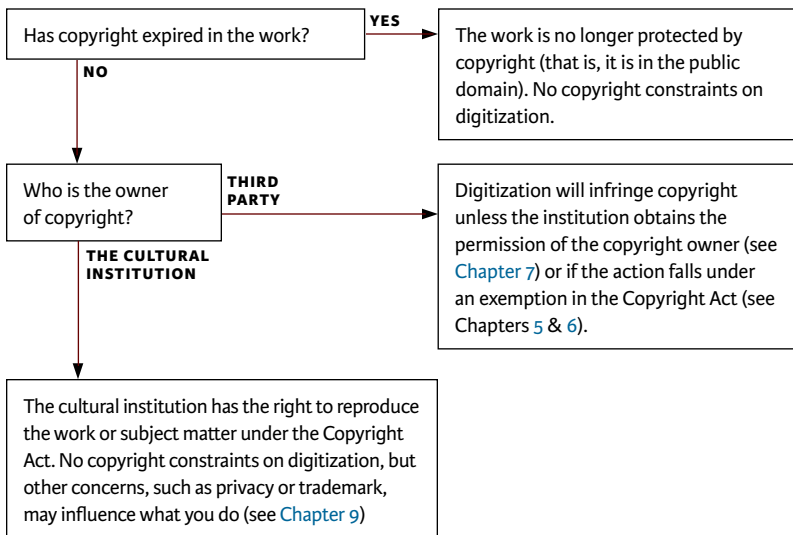 Has copyright expired in the work?
YES
The work is no longer protected by
copyright (that is, it is in the public
domain). No copyright constraints on
digitization.
NO
Who is the owner
of copyright?
THIRD
PARTY
Digitization will infringe copyright
unless the institution obtains the
permission of the copyright owner (see
Chapter 7) or if the action falls under
an exemption in the Copyright Act (see
Chapters 5 & 6).
THE CULTURAL
INSTITUTION
The cultural institution has the right to reproduce
the work or subject matter under the Copyright
Act. No copyright constraints on digitization, but
other concerns, such as privacy or trademark,
may influence what you do (see Chapter 9)